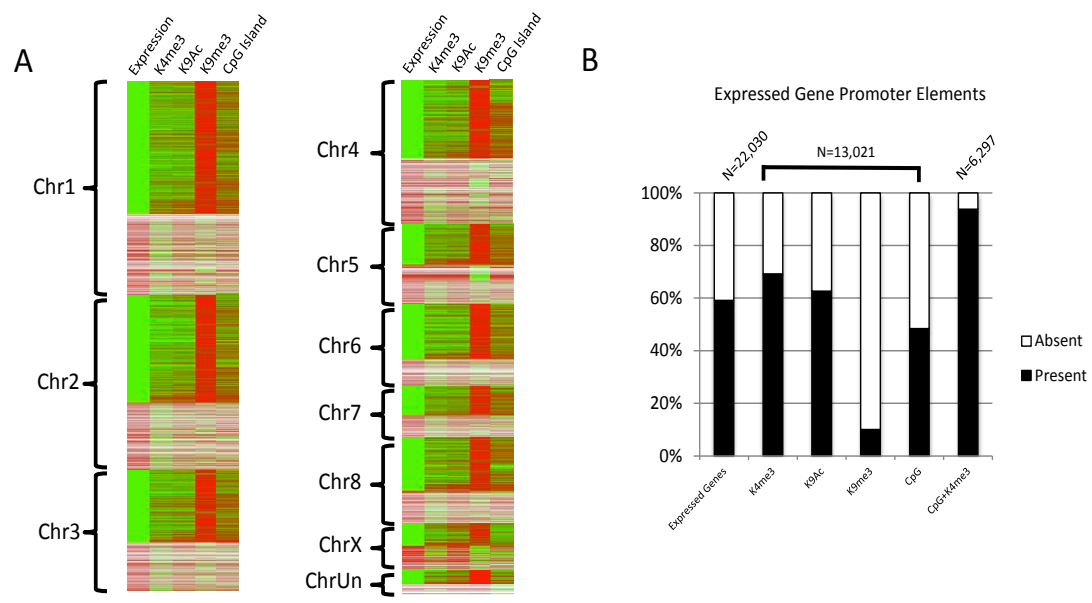 A
Expression
K4me3
K9Ac
K9me3
CpG Island
Chr1
Chr2
Chr3
Expression
K4me3
K9Ac
K9me3
CpG Island
Chr4
Chr5
Chr6
Chr7
Chr8
ChrX
ChrUn
B
Expressed Gene Promoter Elements
N=22,030
N=13,021
N=6,297
100%
80%
60%
40%
20%
0%
Expressed Genes
K4me3
K9Ac
K9me3
CpG
CpG+K4me3
Absent
Present